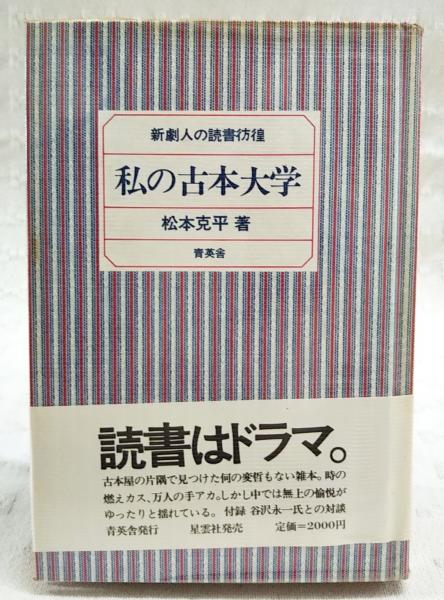 新劇人の読書彷徨
私の古本大学
松本克平 著
青英舎
読書はドラマ。
古本屋の片隅で見つけた何の変哲もない雑本。時の
燃えカス、万人の手アカ。しかし中では無上の愉悦が
ゆったりと揺れている。 付録 谷沢永一氏との対談
青英舎発行 星雲社発売 定価=2000円